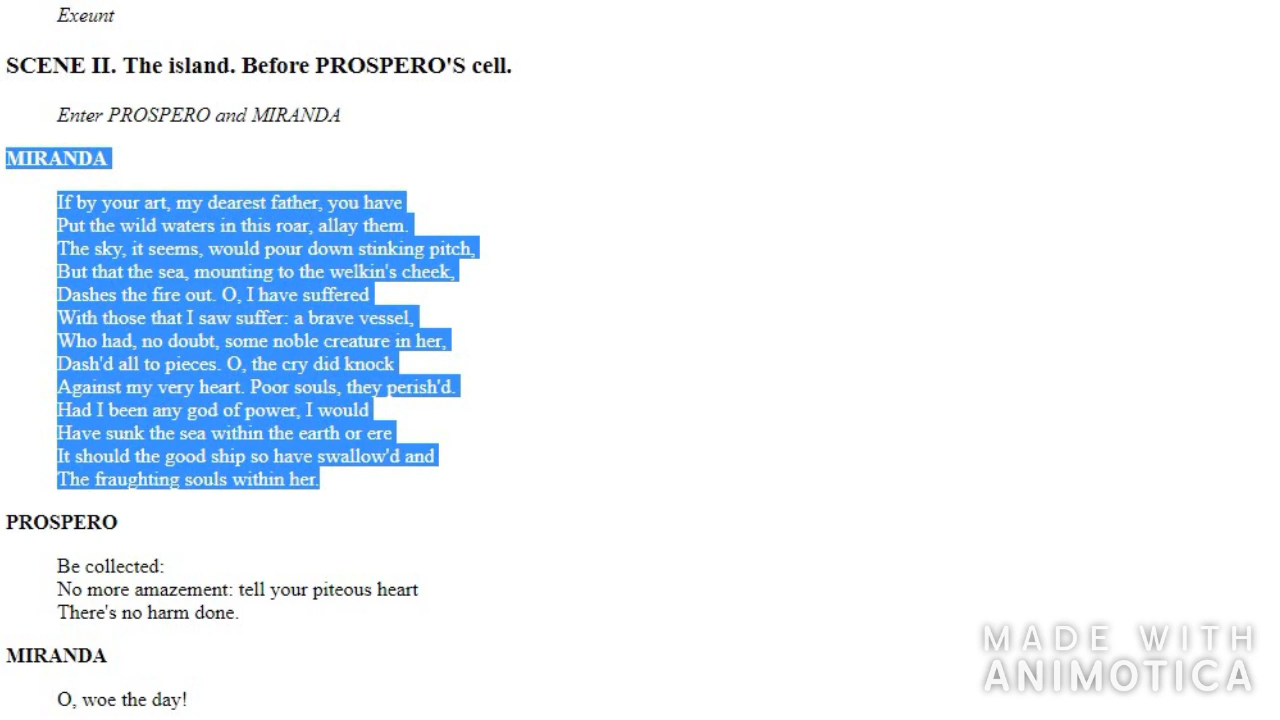 Exeunt
SCENE II. The island. Before PROSPERO'S cell.
Enter PROSPERO and MIRANDA
MIRANDA
If by your art, my dearest father, you have
Put the wild waters in this roar, allay them.
The sky, it seems, would pour down stinking pitch,
But that the sea, mounting to the welkin's cheek,
Dashes the fire out. O, I have suffered
With those that I saw suffer: a brave vessel,
Who had, no doubt, some noble creature in her,
Dash'd all to pieces. O, the cry did knock
Against my very heart. Poor souls, they perish'd.
Had I been any god of power, I would
Have sunk the sea within the earth or ere
It should the good ship so have swallow'd and
The fraughting souls within her.
PROSPERO
Be collected:
No more amazement: tell your piteous heart
There's no harm done.
MIRANDA
O, woe the day!
MADE WITH
ANIMOTICA